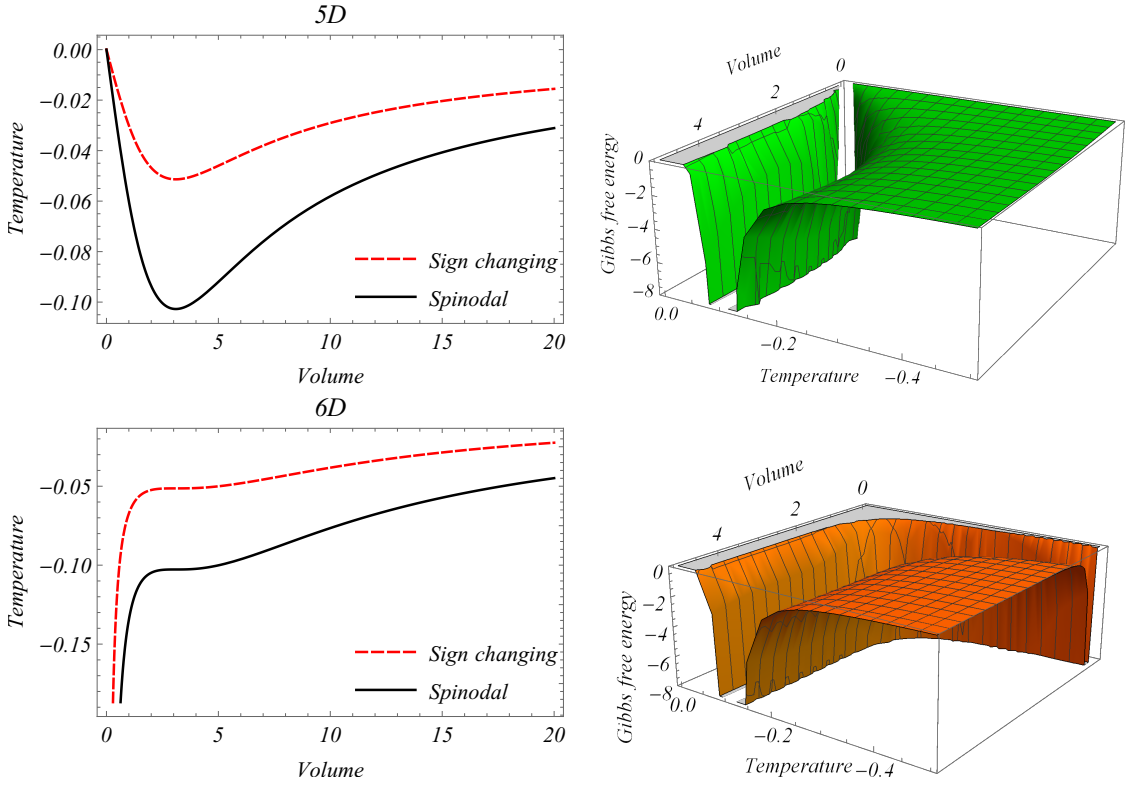 5D
Temperature
0.00
−0.02
−0.04
−0.06
−0.08
−0.10
Sign changing
Spinodal
0 5 10 15 20
Volume
Volume
0
2
4
Gibbs free energy
0
−2
−4
−6
−8
0.0
−0.2
−0.4
Temperature
6D
Temperature
−0.05
−0.10
−0.15
Sign changing
Spinodal
0 5 10 15 20
Volume
Volume
0
2
4
Gibbs free energy
0
−2
−4
−6
−8
0.0
−0.2
−0.4
Temperature